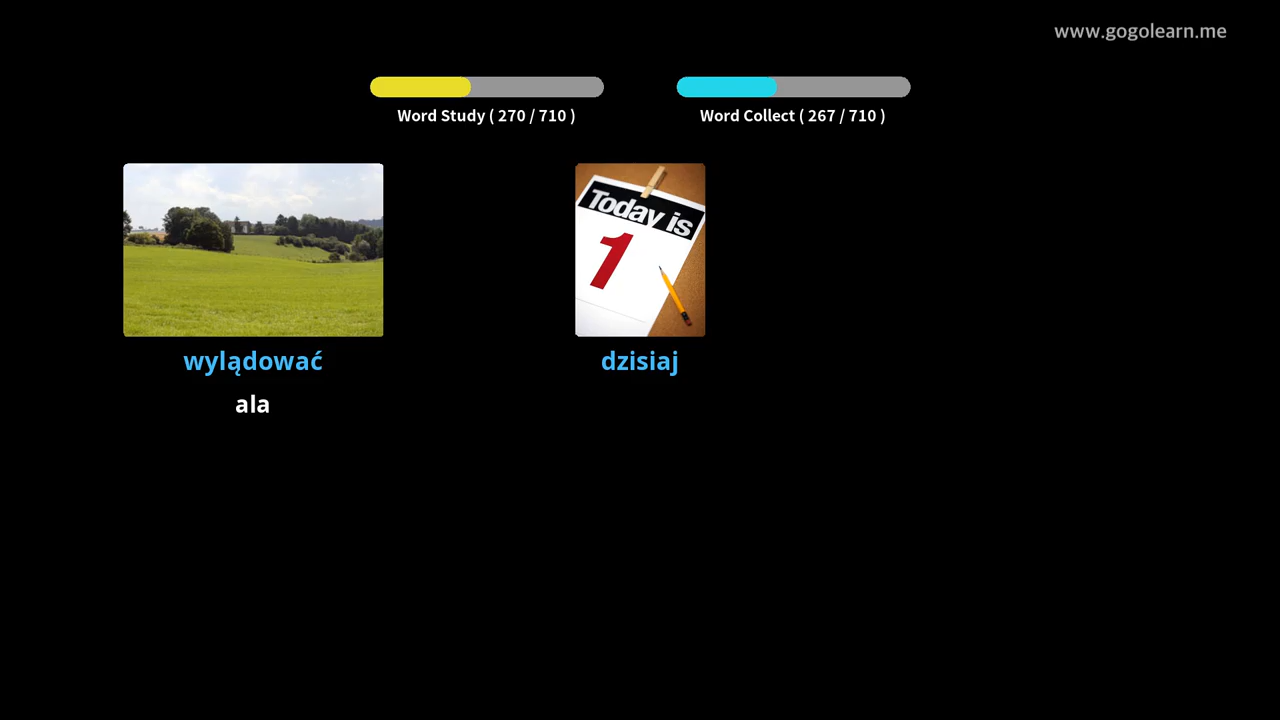 www.gogolearn.me
Word Study ( 270 / 710 )
Word Collect ( 267 / 710 )
Today is
1
wylądować
dzisiaj
ala